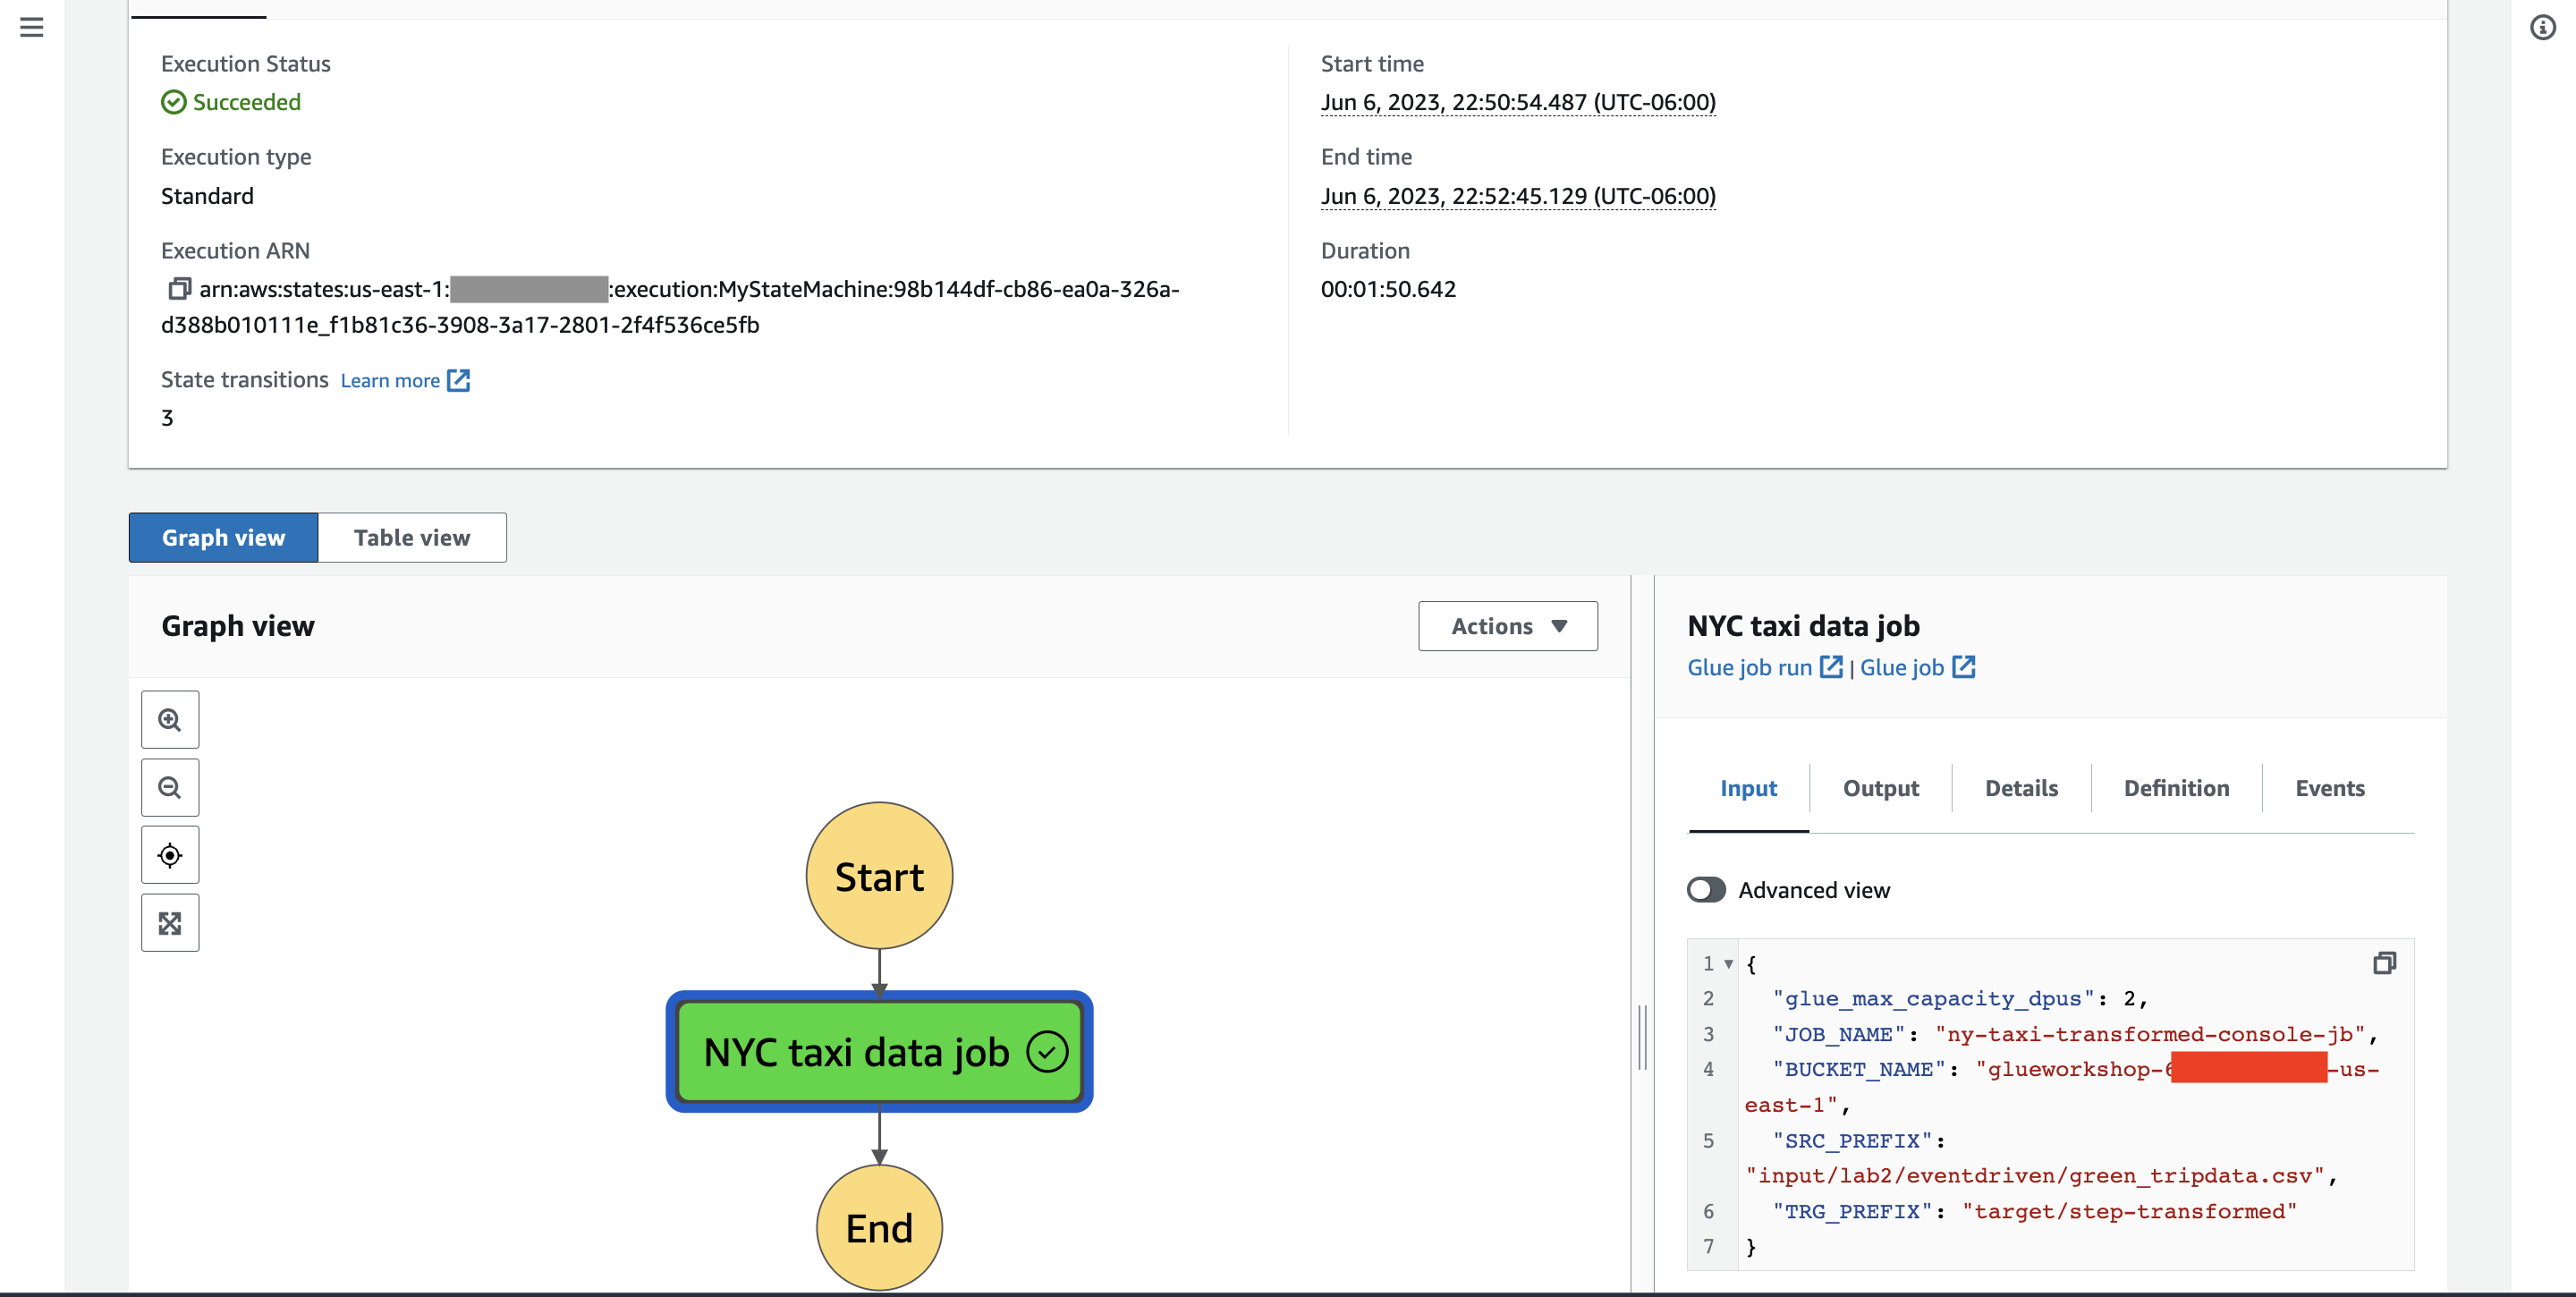 Execution Status
Succeeded
Execution type
Standard
Execution ARN
arn:aws:states:us-east-1: :execution:MyStateMachine:98b144df-cb86-ea0a-326a-
d388b010111e_f1b81c36-3908-3a17-2801-2f4f536ce5fb
State transitions Learn more
3
Start time
Jun 6, 2023, 22:50:54.487 (UTC-06:00)
End time
Jun 6, 2023, 22:52:45.129 (UTC-06:00)
Duration
00:01:50.642
Graph view Table view
Graph view
Actions
Start
NYC taxi data job
End
NYC taxi data job
Glue job run | Glue job
Input Output Details Definition Events
Advanced view
1 {
2 "glue_max_capacity_dpus": 2,
3 "JOB_NAME": "ny-taxi-transformed-console-jb",
4 "BUCKET_NAME": "glueworkshop-6 -us-
east-1",
5 "SRC_PREFIX":
"input/lab2/eventdriven/green_tripdata.csv",
6 "TRG_PREFIX": "target/step-transformed"
7 }